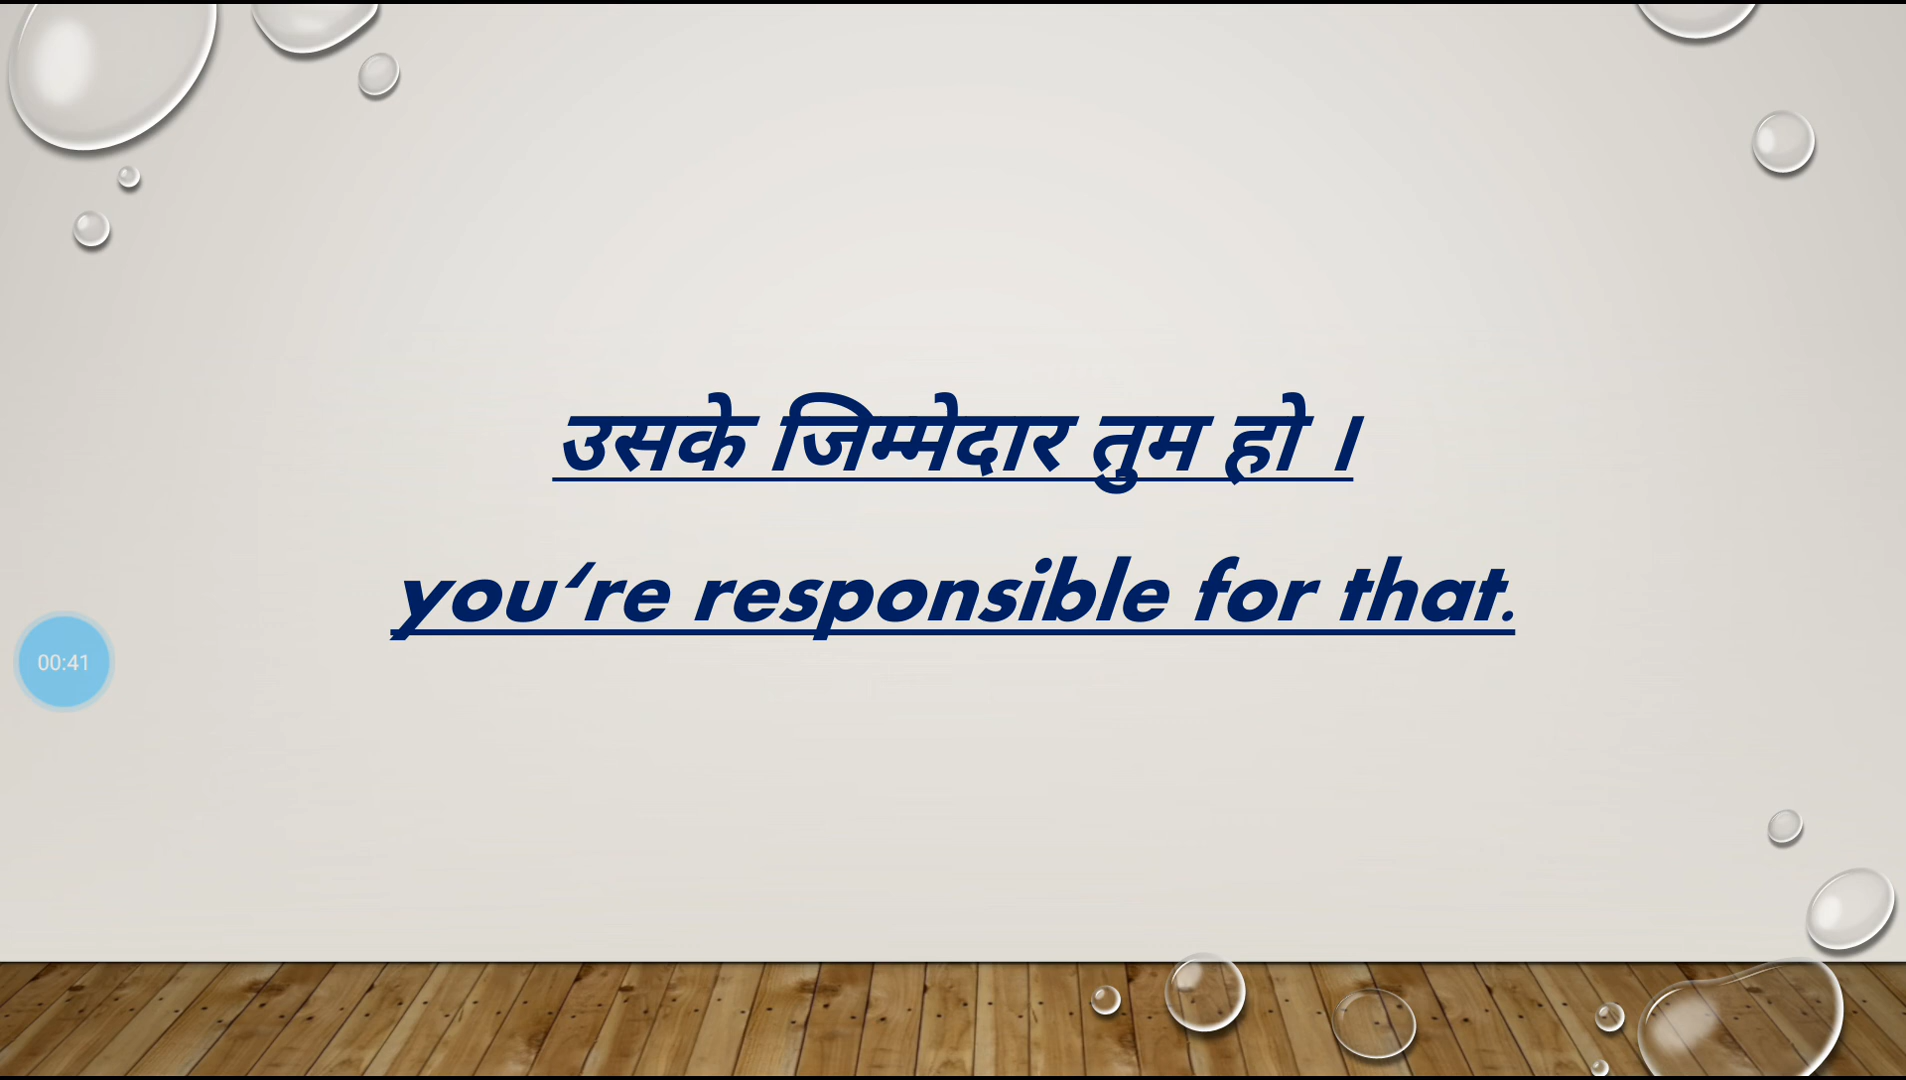 उसके जिम्मेदार तुम हो ।
you‘re responsible for that.
00:41